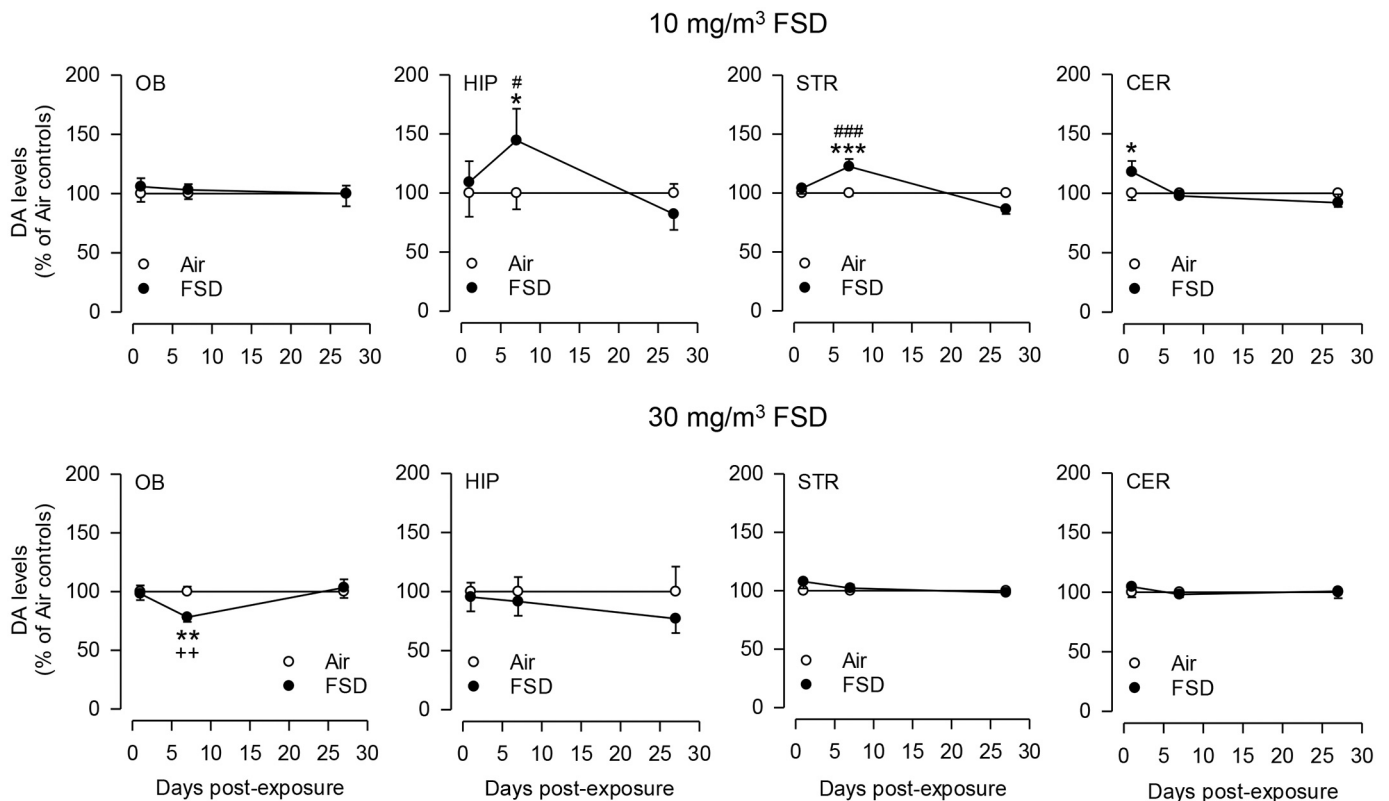 10 mg/m³ FSD
DA levels
(% of Air controls)
200
150
100
50
0
OB
Air
FSD
0 5 10 15 20 25 30
200
150
100
50
0
HIP
#
*
Air
FSD
0 5 10 15 20 25 30
200
150
100
50
0
STR
###
***
Air
FSD
0 5 10 15 20 25 30
200
150
100
50
0
CER
*
Air
FSD
0 5 10 15 20 25 30
30 mg/m³ FSD
DA levels
(% of Air controls)
200
150
100
50
0
OB
**
++
Air
FSD
0 5 10 15 20 25 30
Days post-exposure
200
150
100
50
0
HIP
Air
FSD
0 5 10 15 20 25 30
Days post-exposure
200
150
100
50
0
STR
Air
FSD
0 5 10 15 20 25 30
Days post-exposure
200
150
100
50
0
CER
Air
FSD
0 5 10 15 20 25 30
Days post-exposure